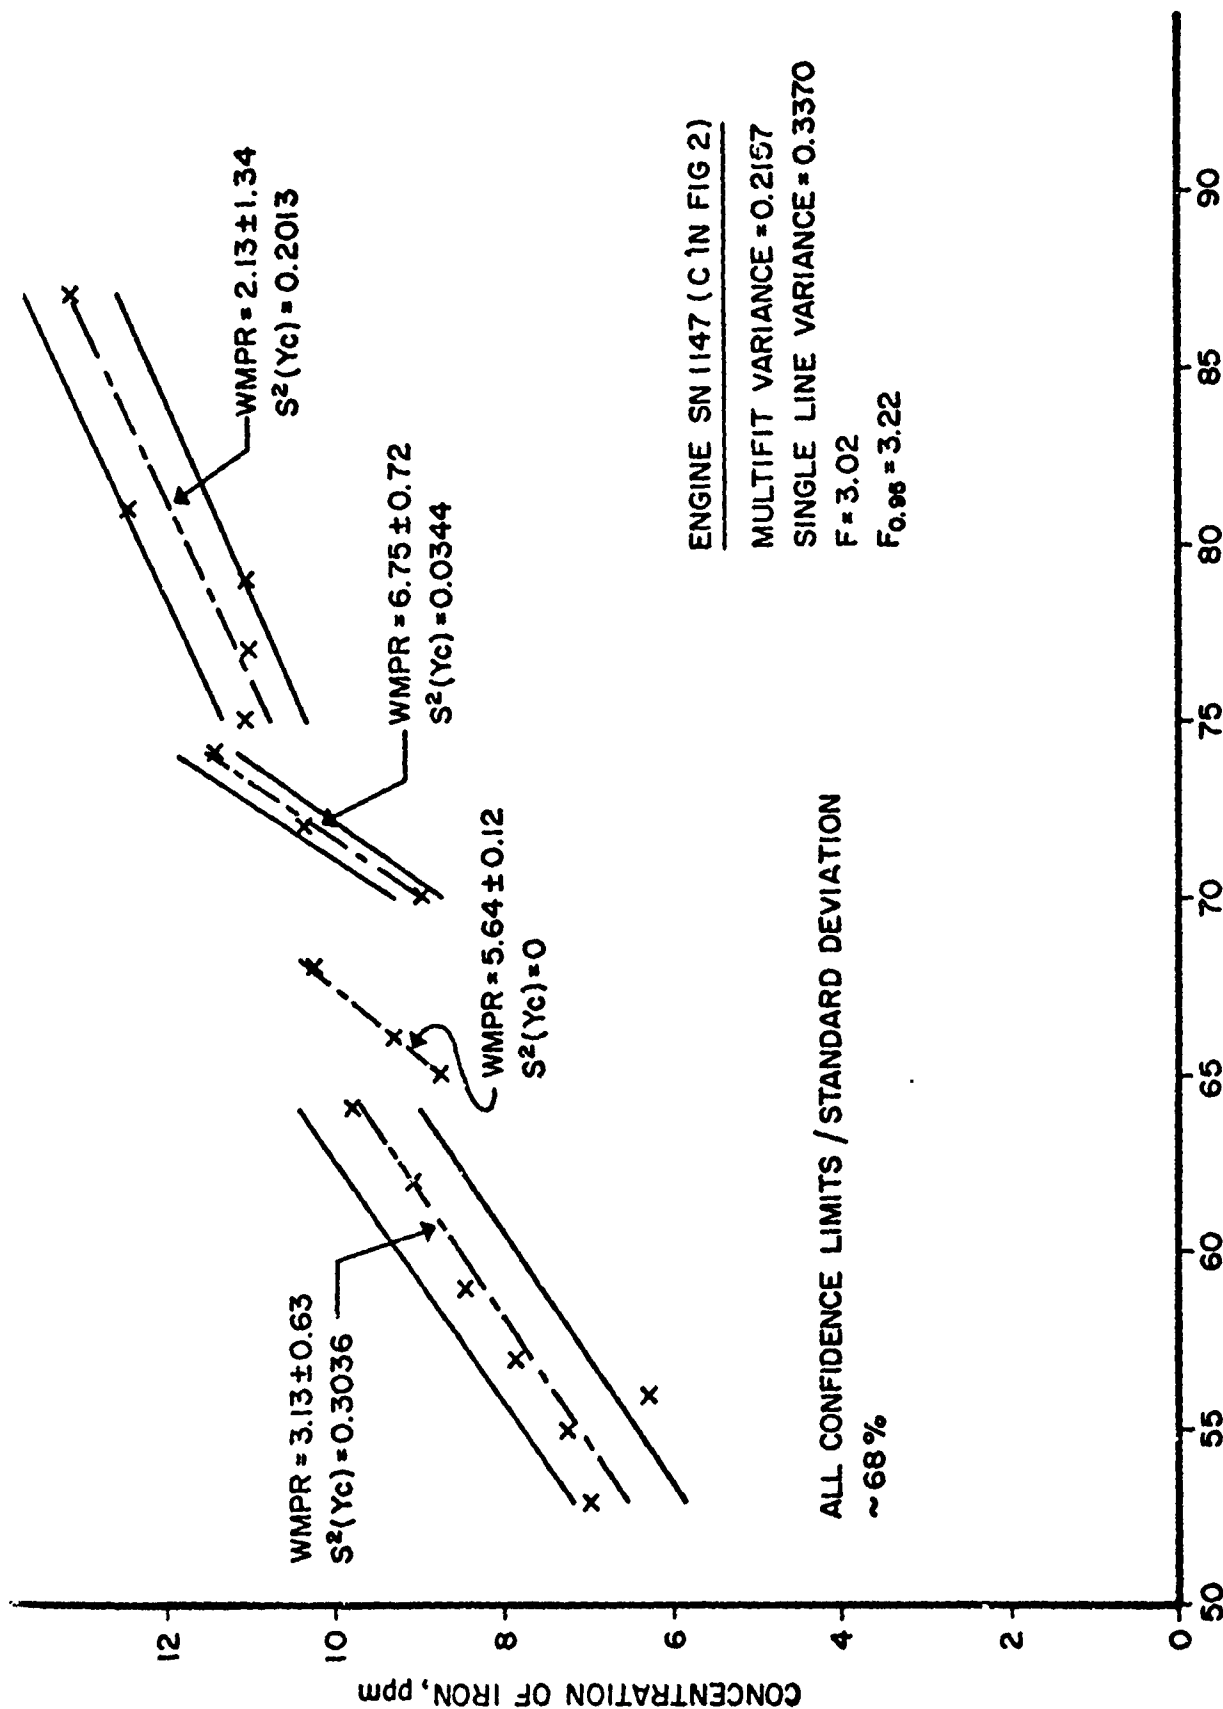 CONCENTRATION OF IRON, ppm
12
10
8
6
4
2
0
50
55
60
65
70
75
80
85
90
WMPR = 3.13 ± 0.63
S²(Yc) = 0.3036
WMPR = 5.64 ± 0.12
S²(Yc) = 0
WMPR = 6.75 ± 0.72
S²(Yc) = 0.0344
WMPR = 2.13 ± 1.34
S²(Yc) = 0.2013
ENGINE SN 1147 (C IN FIG 2)
MULTIFIT VARIANCE = 0.2157
SINGLE LINE VARIANCE = 0.3370
F = 3.02
F0.95 = 3.22
ALL CONFIDENCE LIMITS / STANDARD DEVIATION
~68%